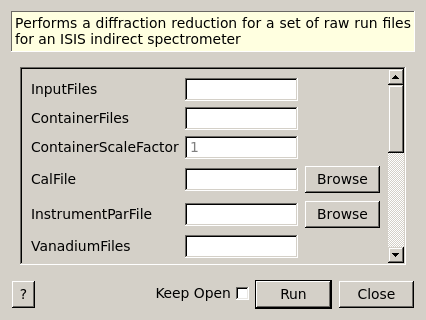 Performs a diffraction reduction for a set of raw run files
for an ISIS indirect spectrometer
InputFiles
ContainerFiles
ContainerScaleFactor 1
CalFile Browse
InstrumentParFile Browse
VanadiumFiles
? Keep Open Run Close